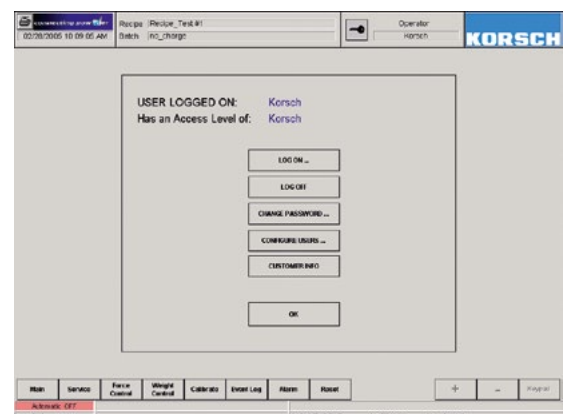 Recipe Recipe_Test #1
Batch no_charge
02/28/2005 10:09:05 AM
Operator
Korsch
KORSCH
USER LOGGED ON: Korsch
Has an Access Level of: Korsch
LOG ON ...
LOG OFF
CHANGE PASSWORD ...
CONFIGURE USERS ...
CUSTOMER INFO
OK
Main Service Force Control Weight Control Calibrate Event Log Alarm Reset + - Keypad
Automatic OFF